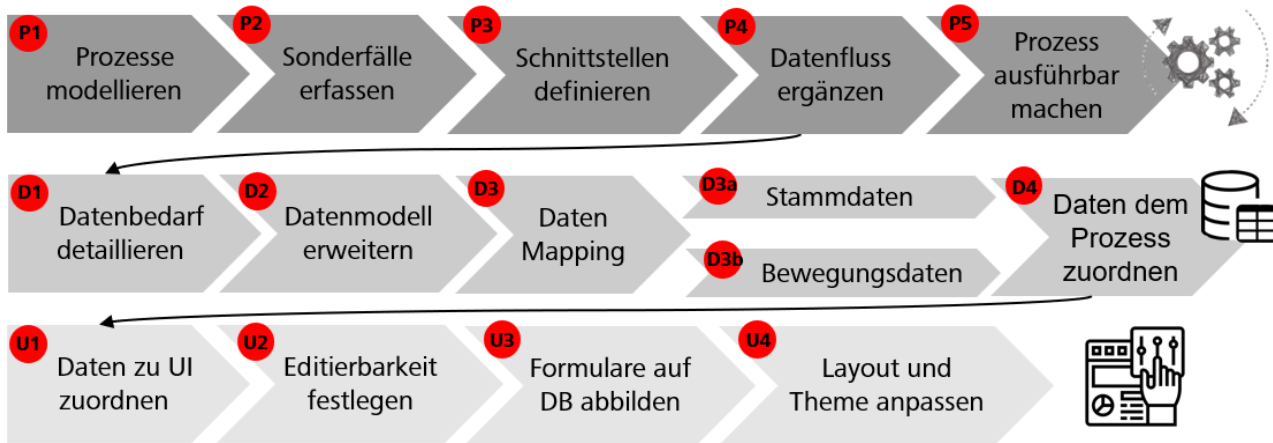 P1
Prozesse
modellieren
P2
Sonderfälle
erfassen
P3
Schnittstellen
definieren
P4
Datenfluss
ergänzen
P5
Prozess
ausführbar
machen
D1
Datenbedarf
detaillieren
D2
Datenmodell
erweitern
D3
Daten
Mapping
D3a
Stammdaten
D3b
Bewegungsdaten
D4
Daten dem
Prozess
zuordnen
U1
Daten zu UI
zuordnen
U2
Editierbarkeit
festlegen
U3
Formulare auf
DB abbilden
U4
Layout und
Theme anpassen